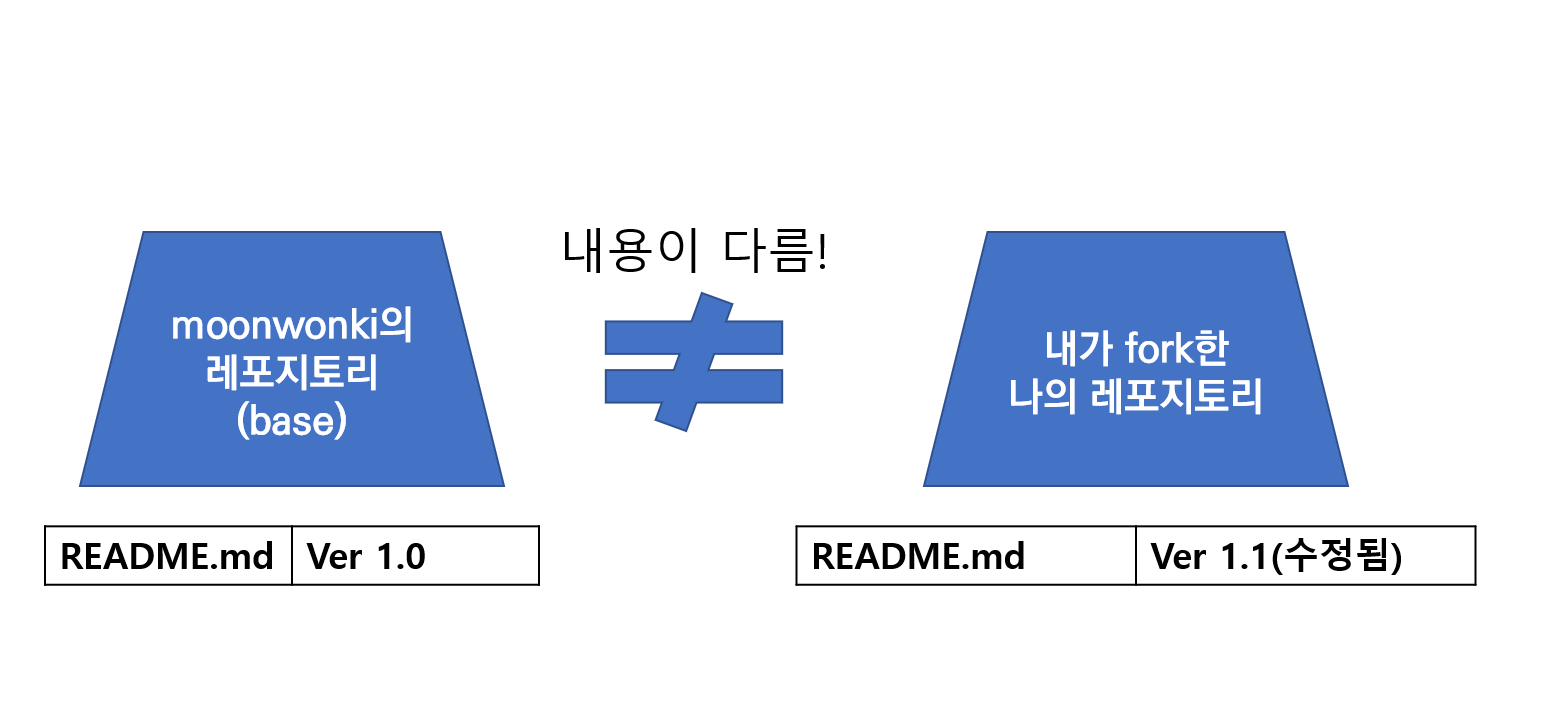 내용이 다름!
moonwonki의
레포지토리
(base)
내가 fork한
나의 레포지토리
README.md Ver 1.0
README.md Ver 1.1(수정됨)